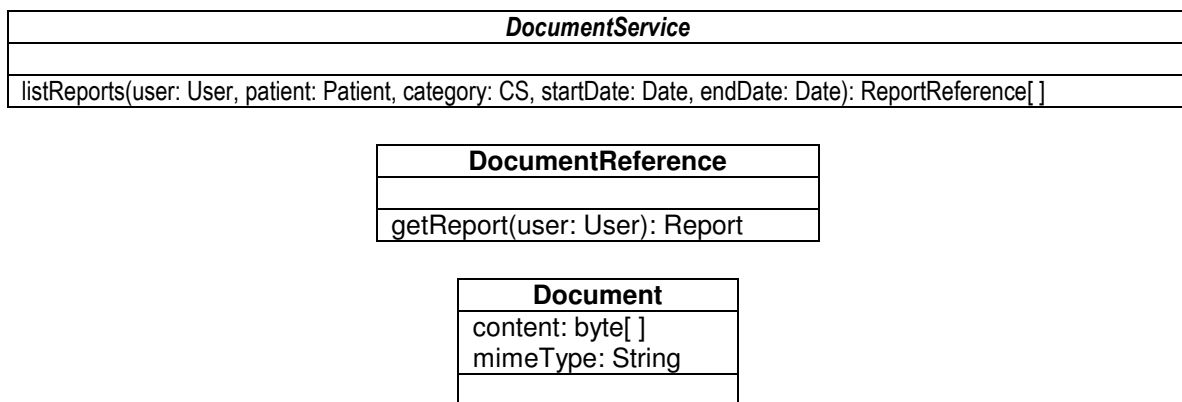 DocumentService
listReports(user: User, patient: Patient, category: CS, startDate: Date, endDate: Date): ReportReference[ ]
DocumentReference
getReport(user: User): Report
Document
content: byte[ ]
mimeType: String